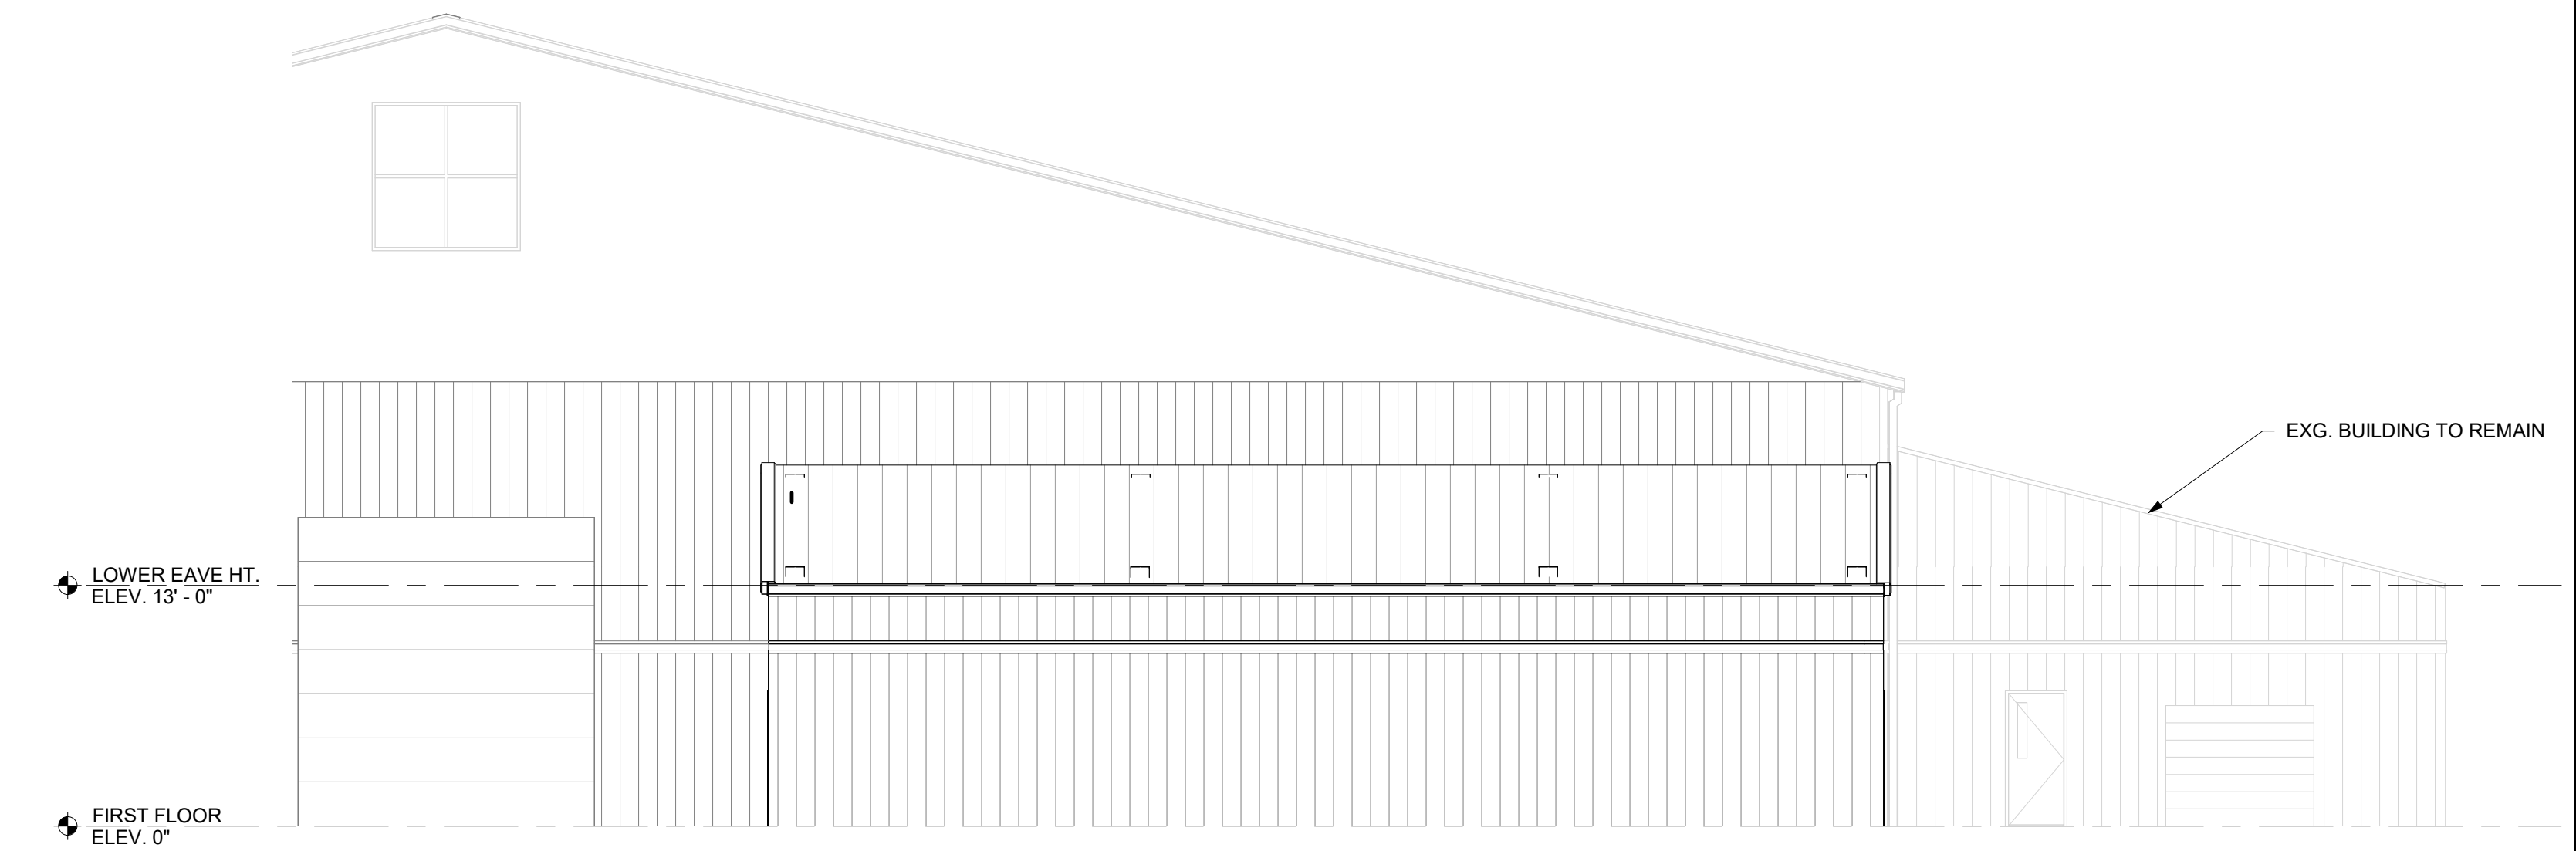 EXG. BUILDING TO REMAIN
LOWER EAVE HT.
ELEV. 13' - 0"
FIRST FLOOR
ELEV. 0"